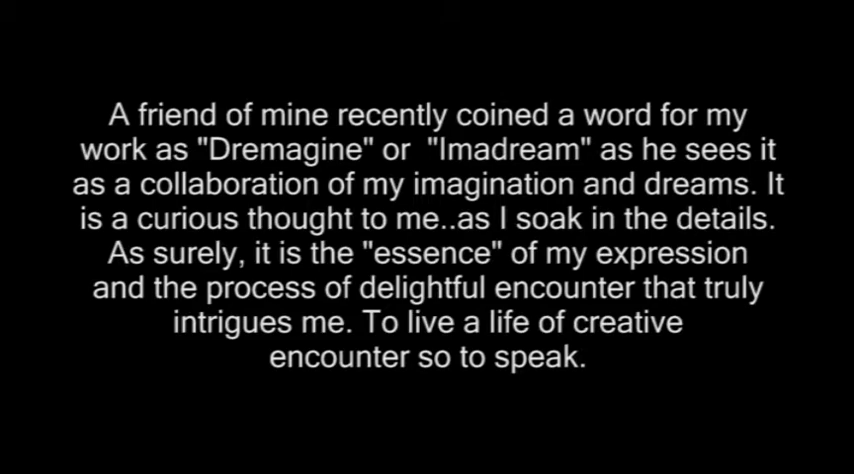 A friend of mine recently coined a word for my
work as "Dremagine" or  "Imadream" as he sees it
as a collaboration of my imagination and dreams. It
is a curious thought to me..as I soak in the details.
As surely, it is the "essence" of my expression
and the process of delightful encounter that truly
intrigues me. To live a life of creative
encounter so to speak.